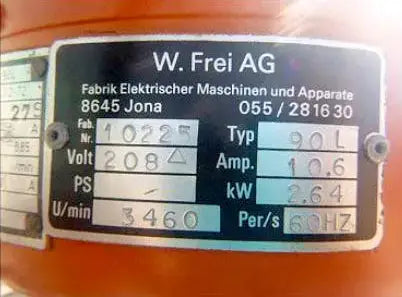 W. Frei AG
Fabrik Elektrischer Maschinen und Apparate
8645 Jona 055 / 281630
Fab. Nr. 10225 Typ 90L
Volt 208 △ Amp. 10.6
PS - kW 2.64
U/min 3460 Per/s 60HZ
27S
A
A